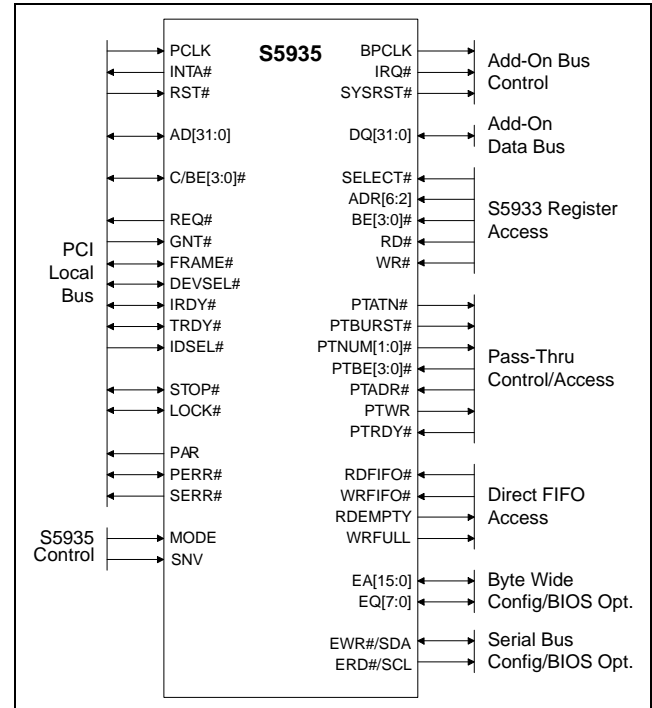 S5935
PCI
Local
Bus
PCLK
INTA#
RST#
AD[31:0]
C/BE[3:0]#
REQ#
GNT#
FRAME#
DEVSEL#
IRDY#
TRDY#
IDSEL#
STOP#
LOCK#
PAR
PERR#
SERR#
S5935
Control
MODE
SNV
BPCLK
IRQ#
SYSRST#
Add-On Bus
Control
DQ[31:0]
Add-On
Data Bus
SELECT#
ADR[6:2]
BE[3:0]#
RD#
WR#
S5933 Register
Access
PTATN#
PTBURST#
PTNUM[1:0]#
PTBE[3:0]#
PTADR#
PTWR
PTRDY#
Pass-Thru
Control/Access
RDFIFO#
WRFIFO#
RDEMPTY
WRFULL
Direct FIFO
Access
EA[15:0]
EQ[7:0]
Byte Wide
Config/BIOS Opt.
EWR#/SDA
ERD#/SCL
Serial Bus
Config/BIOS Opt.